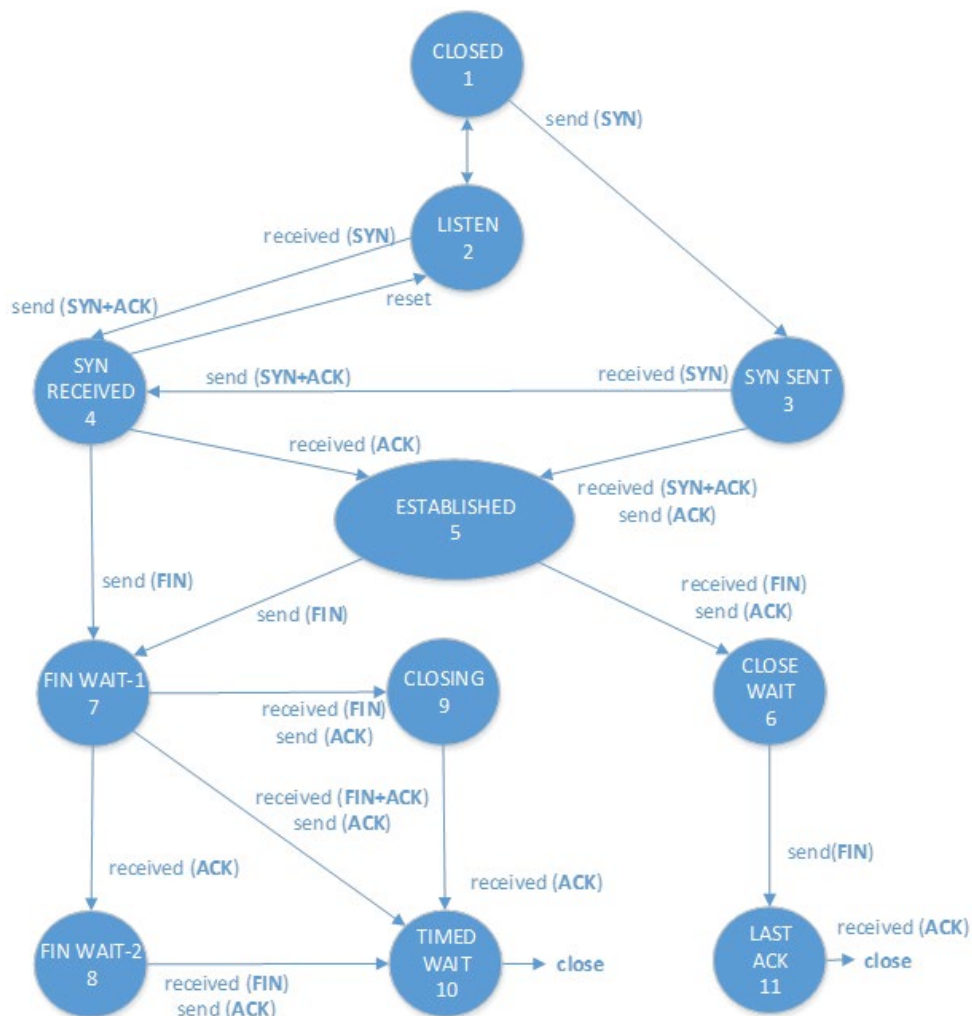 CLOSED
1
send (SYN)
LISTEN
2
received (SYN)
send (SYN+ACK)
reset
SYN
RECEIVED
4
send (SYN+ACK)
received (SYN)
SYN SENT
3
received (ACK)
received (SYN+ACK)
send (ACK)
ESTABLISHED
5
send (FIN)
send (FIN)
received (FIN)
send (ACK)
FIN WAIT-1
7
received (FIN)
send (ACK)
CLOSING
9
CLOSE
WAIT
6
received (FIN+ACK)
send (ACK)
received (ACK)
received (ACK)
send(FIN)
FIN WAIT-2
8
received (FIN)
send (ACK)
TIMED
WAIT
10
close
LAST
ACK
11
received (ACK)
close